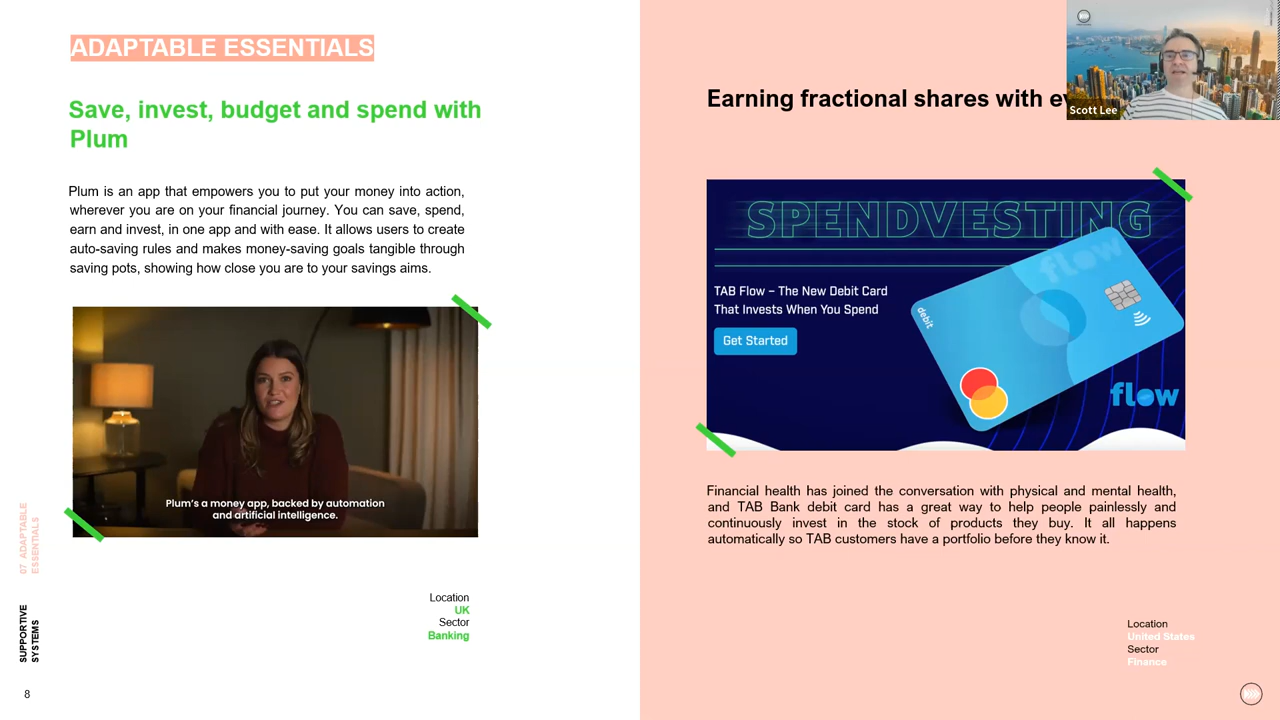 ADAPTABLE ESSENTIALS
Save, invest, budget and spend with
Plum
Plum is an app that empowers you to put your money into action,
wherever you are on your financial journey. You can save, spend,
earn and invest, in one app and with ease. It allows users to create
auto-saving rules and makes money-saving goals tangible through
saving pots, showing how close you are to your savings aims.
Plum's a money app, backed by automation
and artificial intelligence.
Location
UK
Sector
Banking
07 ADAPTABLE
ESSENTIALS
SUPPORTIVE
SYSTEMS
8
Earning fractional shares with
Scott Lee
SPENDVESTING
TAB Flow – The New Debit Card
That Invests When You Spend
Get Started
flow
debit
flow
Financial health has joined the conversation with physical and mental health,
and TAB Bank debit card has a great way to help people painlessly and
continuously invest in the stock of products they buy. It all happens
automatically so TAB customers have a portfolio before they know it.
Location
United States
Sector
Finance